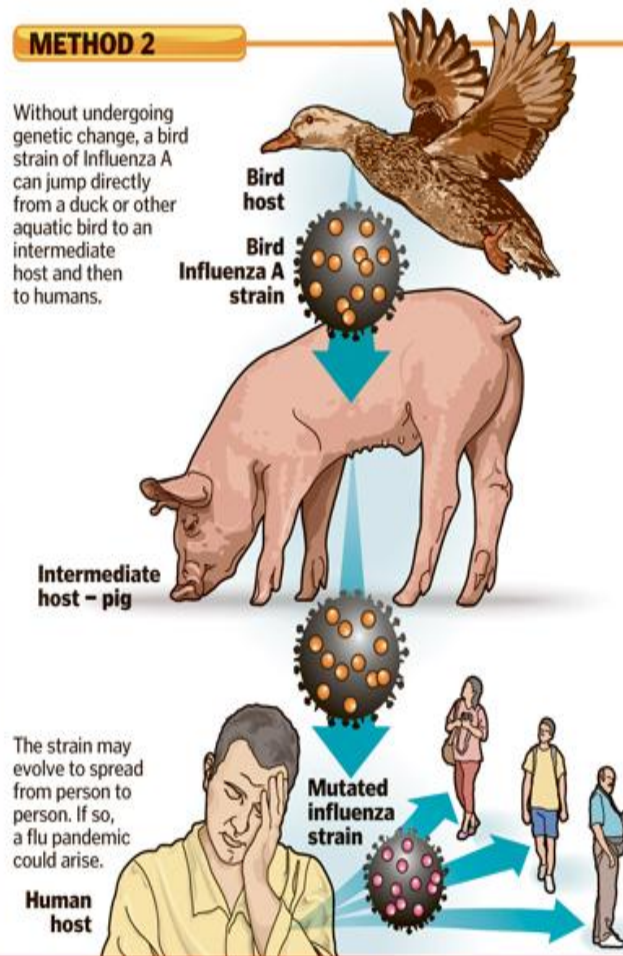 METHOD 2
Without undergoing
genetic change, a bird
strain of Influenza A
can jump directly
from a duck or other
aquatic bird to an
intermediate
host and then
to humans.
Bird
host
Bird
Influenza A
strain
Intermediate
host – pig
The strain may
evolve to spread
from person to
person. If so,
a flu pandemic
could arise.
Mutated
influenza
strain
Human
host